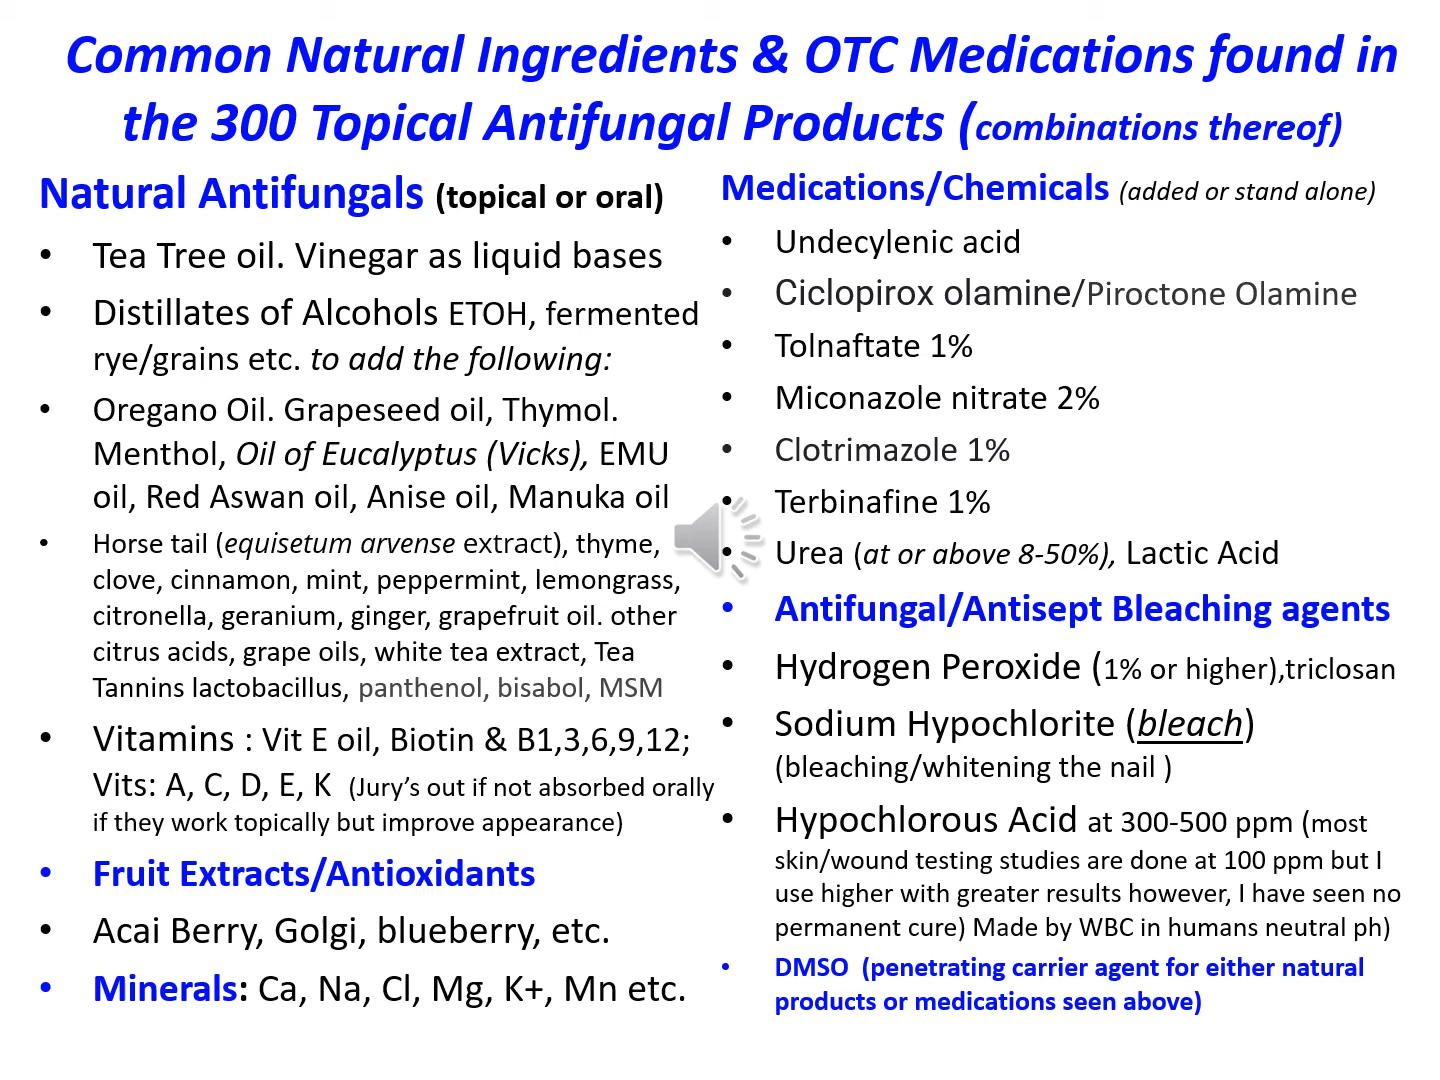 Common Natural Ingredients & OTC Medications found in
the 300 Topical Antifungal Products (combinations thereof)
Natural Antifungals (topical or oral)
• Tea Tree oil. Vinegar as liquid bases
• Distillates of Alcohols ETOH, fermented
rye/grains etc. to add the following:
• Oregano Oil. Grapeseed oil, Thymol.
Menthol, Oil of Eucalyptus (Vicks), EMU
oil, Red Aswan oil, Anise oil, Manuka oil
• Horse tail (equisetum arvense extract), thyme,
clove, cinnamon, mint, peppermint, lemongrass,
citronella, geranium, ginger, grapefruit oil. other
citrus acids, grape oils, white tea extract, Tea
Tannins lactobacillus, panthenol, bisabol, MSM
• Vitamins : Vit E oil, Biotin & B1,3,6,9,12;
Vits: A, C, D, E, K (Jury's out if not absorbed orally
if they work topically but improve appearance)
• Fruit Extracts/Antioxidants
• Acai Berry, Golgi, blueberry, etc.
• Minerals: Ca, Na, Cl, Mg, K+, Mn etc.
Medications/Chemicals (added or stand alone)
• Undecylenic acid
• Ciclopirox olamine/Piroctone Olamine
• Tolnaftate 1%
• Miconazole nitrate 2%
• Clotrimazole 1%
• Terbinafine 1%
• Urea (at or above 8-50%), Lactic Acid
• Antifungal/Antisept Bleaching agents
• Hydrogen Peroxide (1% or higher),triclosan
• Sodium Hypochlorite (bleach)
(bleaching/whitening the nail )
• Hypochlorous Acid at 300-500 ppm (most
skin/wound testing studies are done at 100 ppm but I
use higher with greater results however, I have seen no
permanent cure) Made by WBC in humans neutral ph)
• DMSO (penetrating carrier agent for either natural
products or medications seen above)